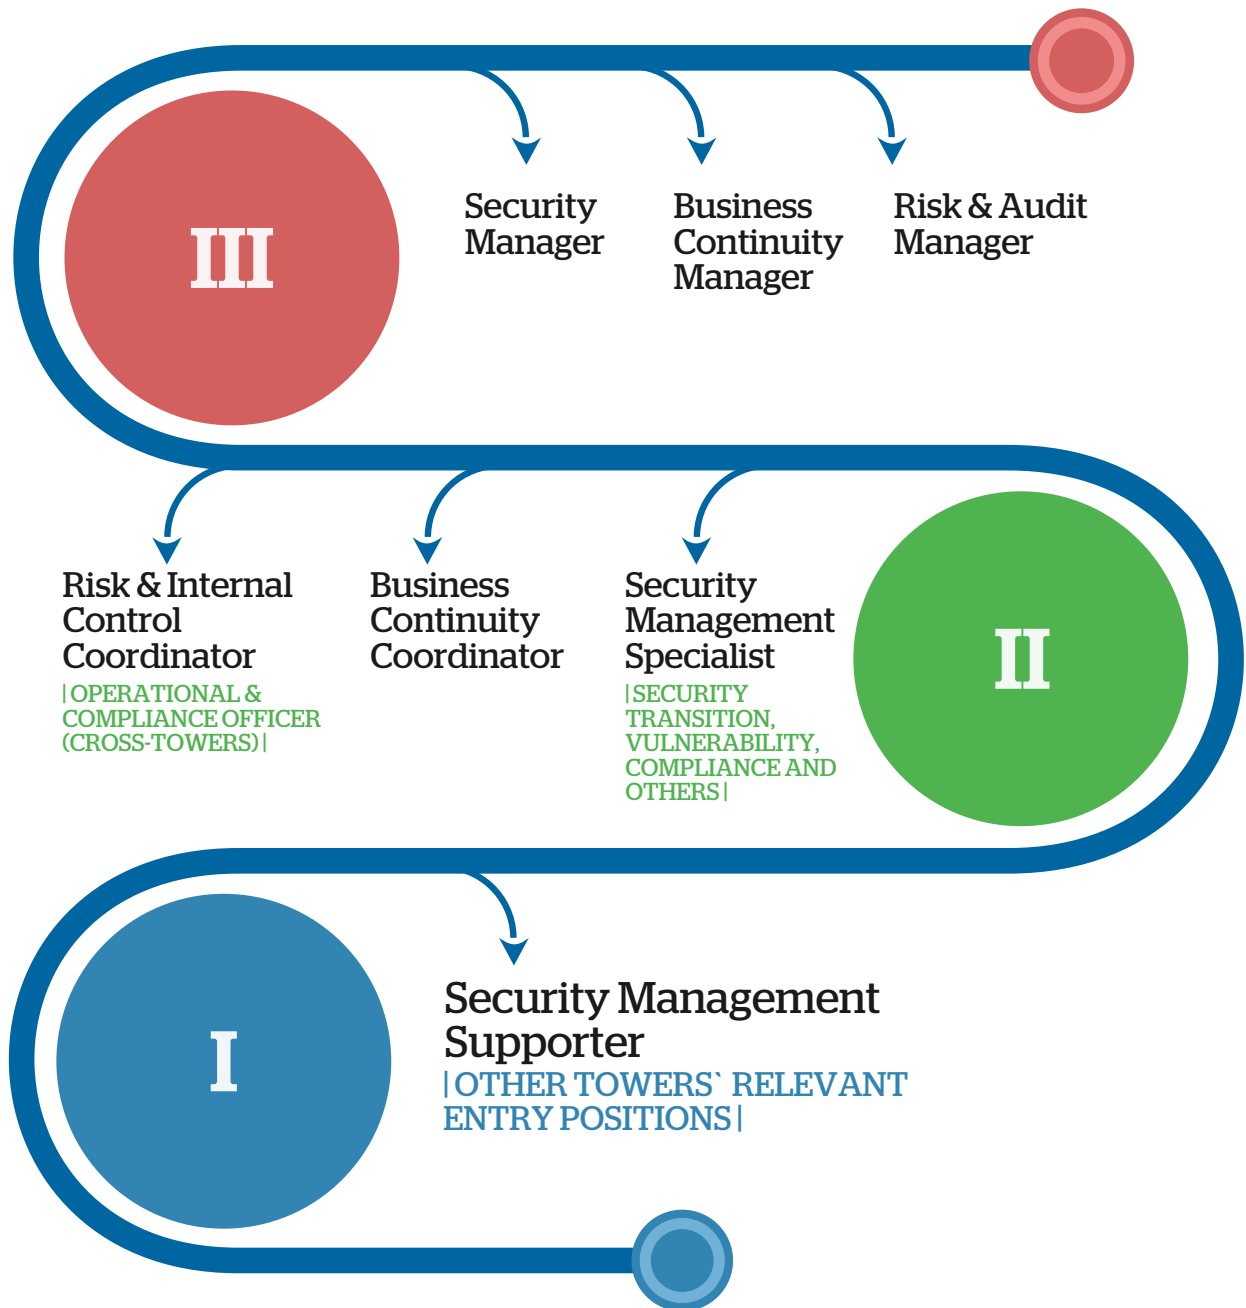 III
Security
Manager
Business
Continuity
Manager
Risk & Audit
Manager
Risk & Internal
Control
Coordinator
| OPERATIONAL &
COMPLIANCE OFFICER
(CROSS-TOWERS) |
Business
Continuity
Coordinator
Security
Management
Specialist
| SECURITY
TRANSITION,
VULNERABILITY,
COMPLIANCE AND
OTHERS |
II
I
Security Management
Supporter
| OTHER TOWERS` RELEVANT
ENTRY POSITIONS |